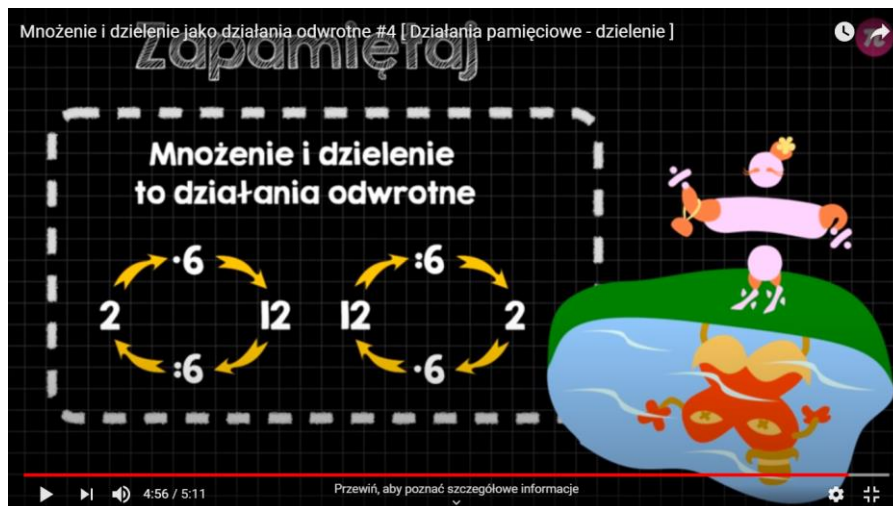 Mnożenie i dzielenie jako działania odwrotne #4 [ Działania pamięciowe - dzielenie ]
Zapamiętaj
Mnożenie i dzielenie
to działania odwrotne
·6
:6
2
12
12
2
:6
·6
4:56 / 5:11
Przewiń, aby poznać szczegółowe informacje